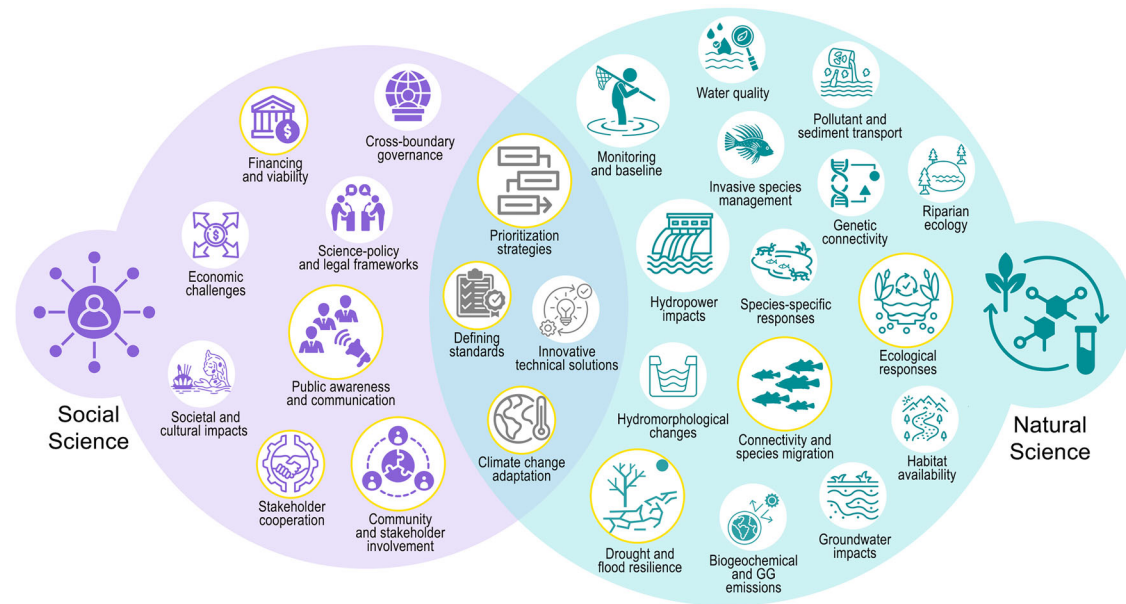 Financing
and viability
Cross-boundary
governance
Economic
challenges
Science-policy
and legal frameworks
Public awareness
and communication
Societal and
cultural impacts
Stakeholder
cooperation
Community
and stakeholder
involvement
Social
Science
Prioritization
strategies
Defining
standards
Innovative
technical solutions
Climate change
adaptation
Monitoring
and baseline
Water quality
Pollutant and
sediment transport
Invasive species
management
Genetic
connectivity
Riparian
ecology
Hydropower
impacts
Species-specific
responses
Ecological
responses
Hydromorphological
changes
Connectivity and
species migration
Habitat
availability
Drought and
flood resilience
Biogeochemical
and GG
emissions
Groundwater
impacts
Natural
Science